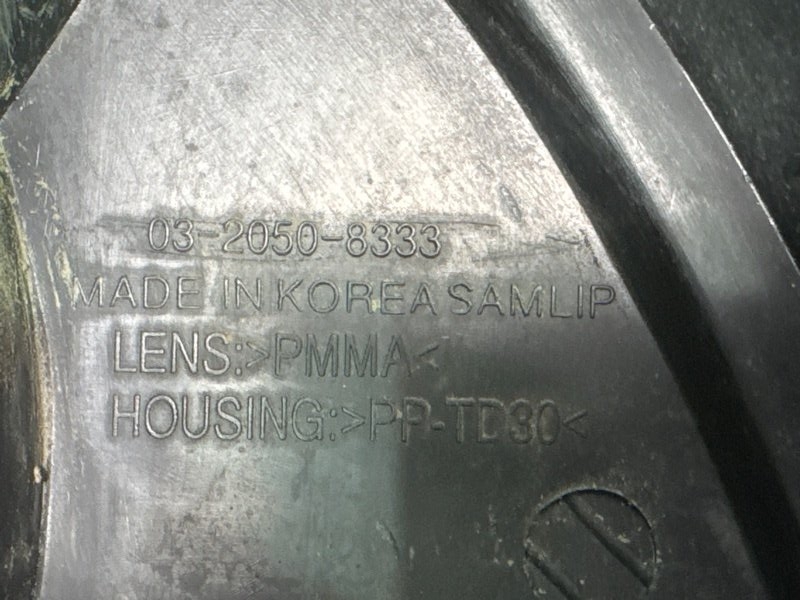 03-2050-8333
MADE IN KOREA SAMLIP
LENS:>PMMA<
HOUSING:>PP-TD30<